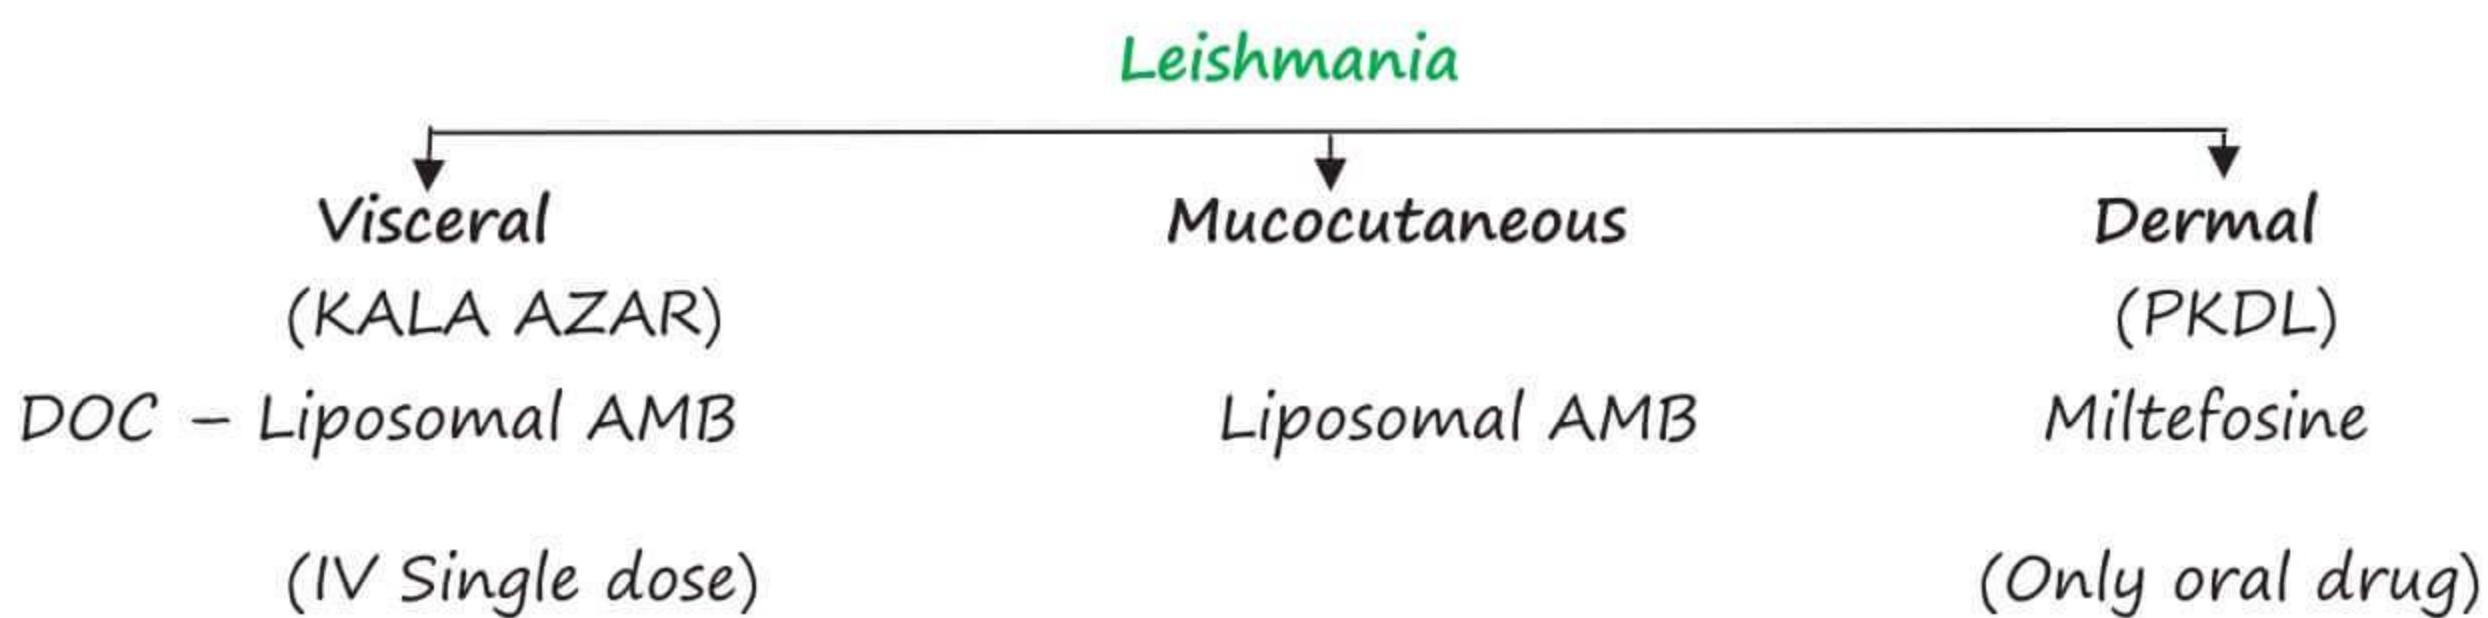 Leishmania
Visceral Mucocutaneous Dermal
(KALA AZAR) (PKDL)
DOC – Liposomal AMB Liposomal AMB Miltefosine
(IV Single dose) (Only oral drug)